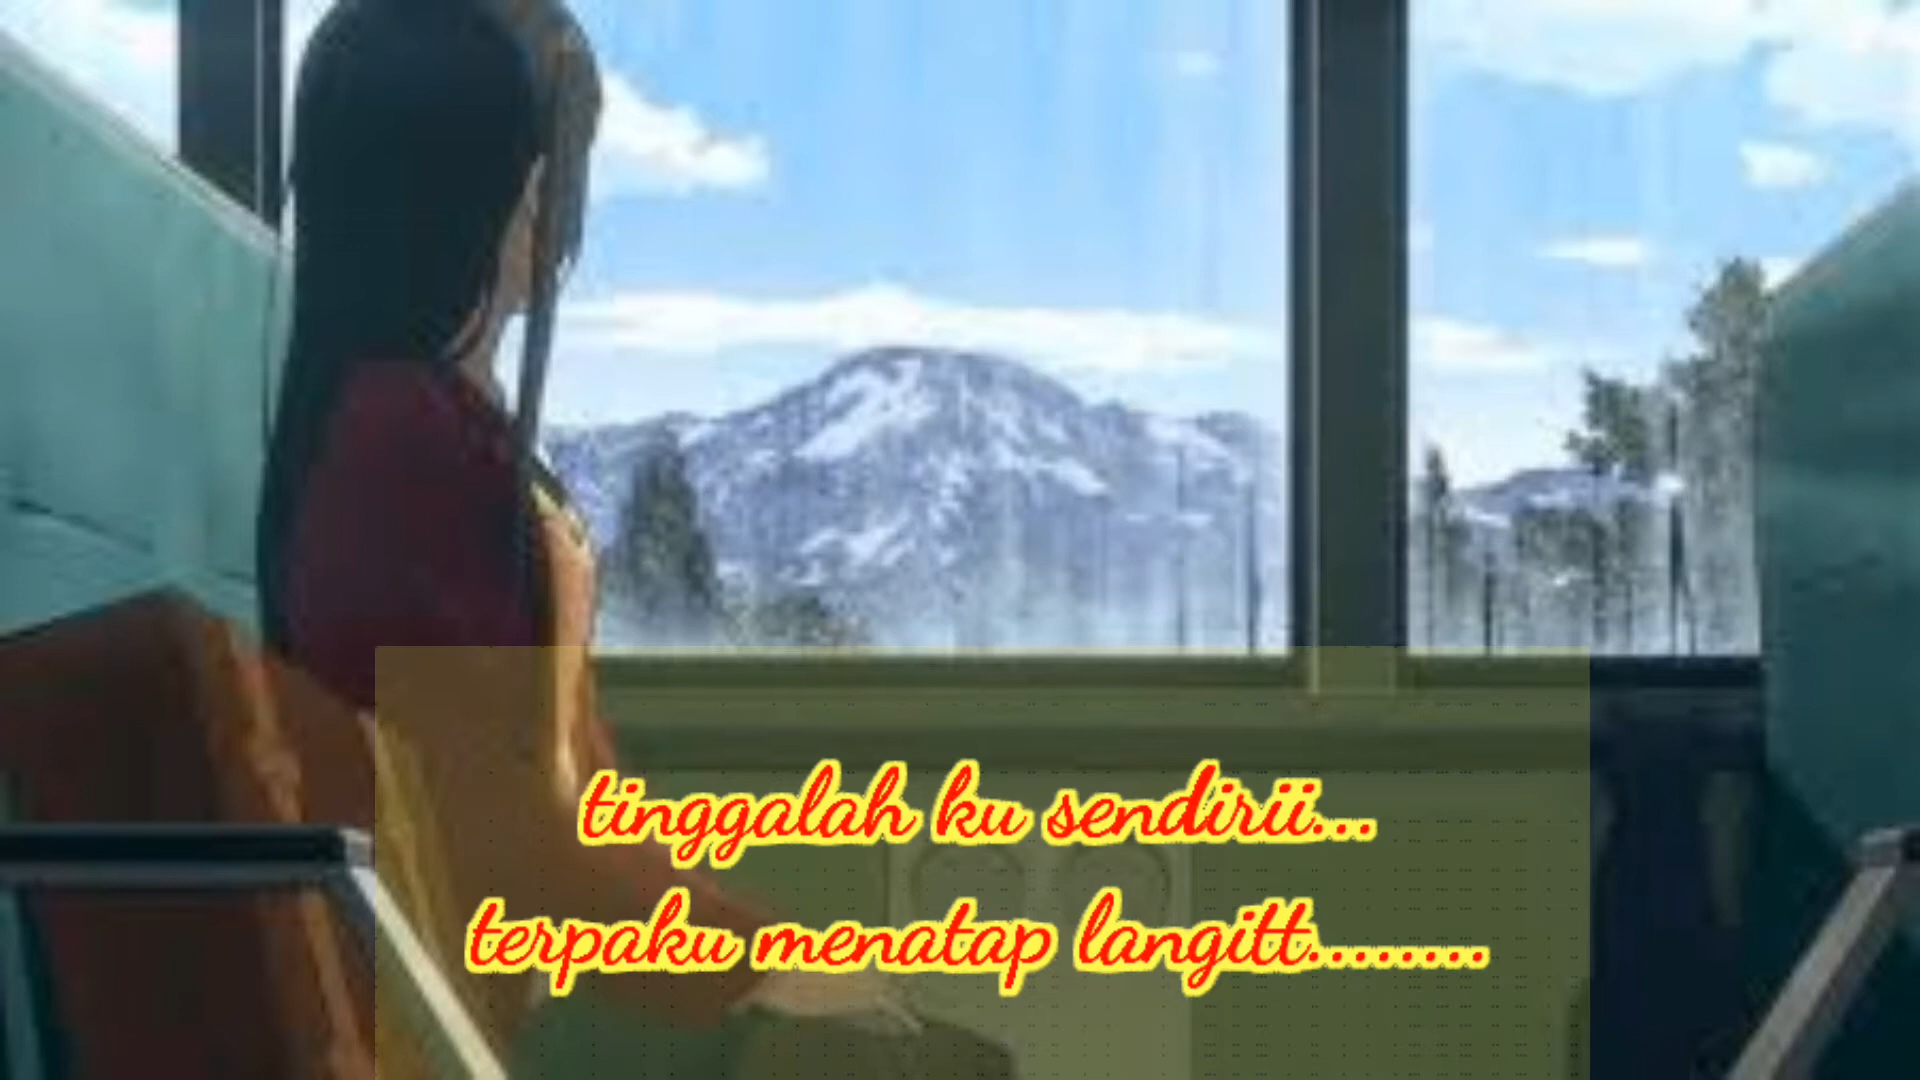 tinggalah ku sendirii...
terpaku menatap langitt........